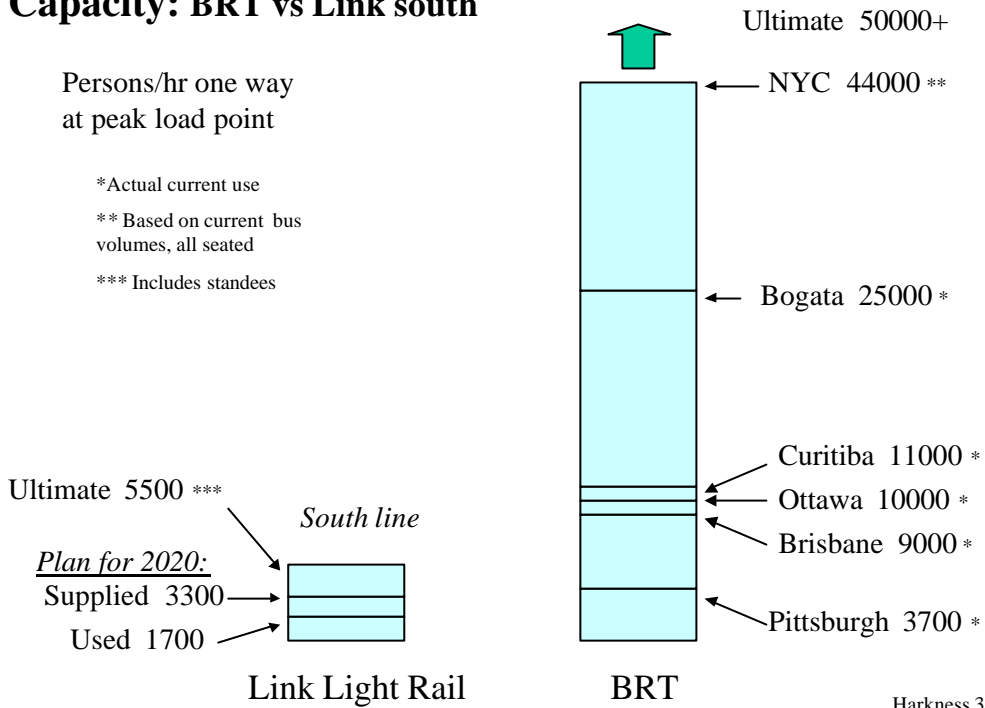 Capacity: BRT vs Link south
Ultimate 50000+
Persons/hr one way
at peak load point
NYC 44000 **
*Actual current use
** Based on current bus
volumes, all seated
*** Includes standees
Bogata 25000 *
Curitiba 11000 *
Ultimate 5500 ***
Ottawa 10000 *
South line
Brisbane 9000 *
Plan for 2020:
Supplied 3300
Used 1700
Pittsburgh 3700 *
Link Light Rail
BRT
Harkness 3